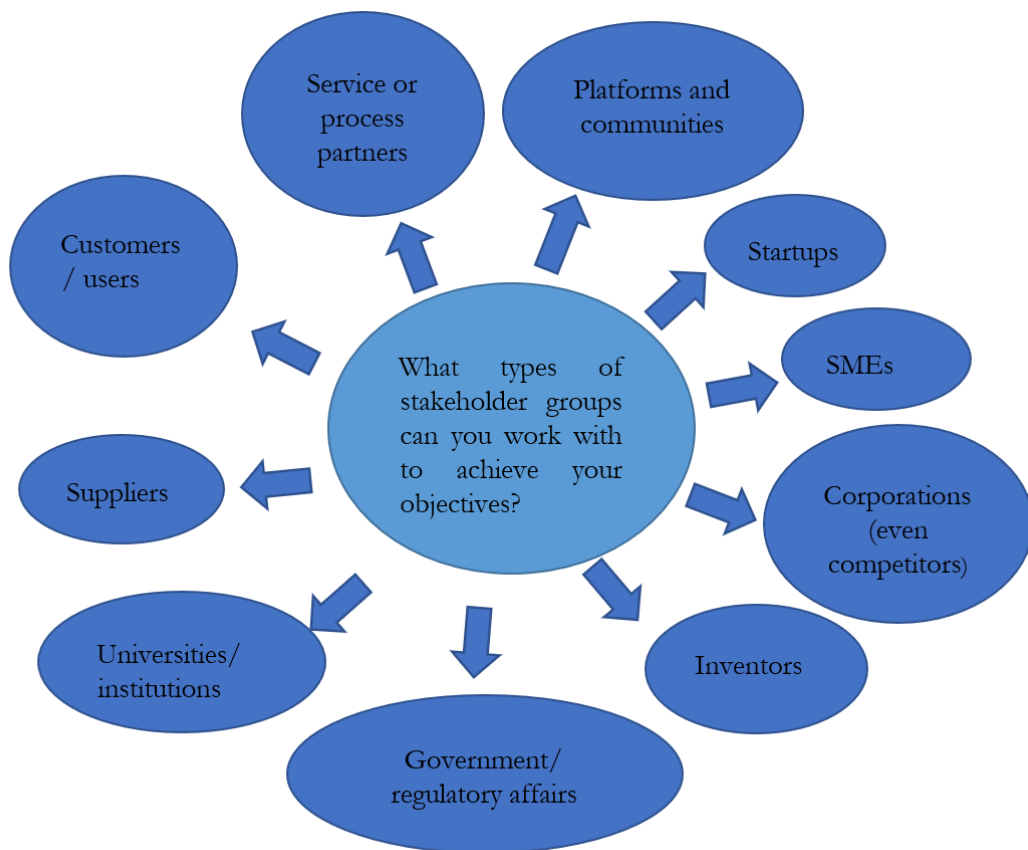 Service or
process
partners
Platforms and
communities
Customers
/ users
Startups
What types of
stakeholder groups
can you work with
to achieve your
objectives?
SMEs
Suppliers
Corporations
(even
competitors)
Universities/
institutions
Inventors
Government/
regulatory affairs